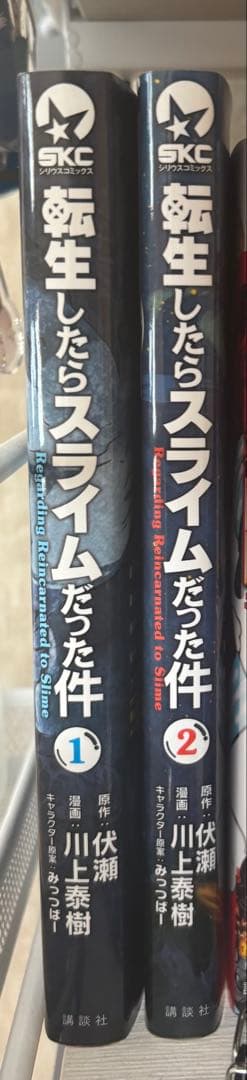 SKC
シリウスコミックス
転生したらスライムだった件
Regarding Reincarnated to Slime
1
原作:伏瀬
漫画:川上泰樹
キャラクター原案:みっつばー
講談社
SKC
シリウスコミックス
転生したらスライムだった件
Regarding Reincarnated to Slime
2
原作:伏瀬
漫画:川上泰樹
キャラクター原案:みっつばー
講談社